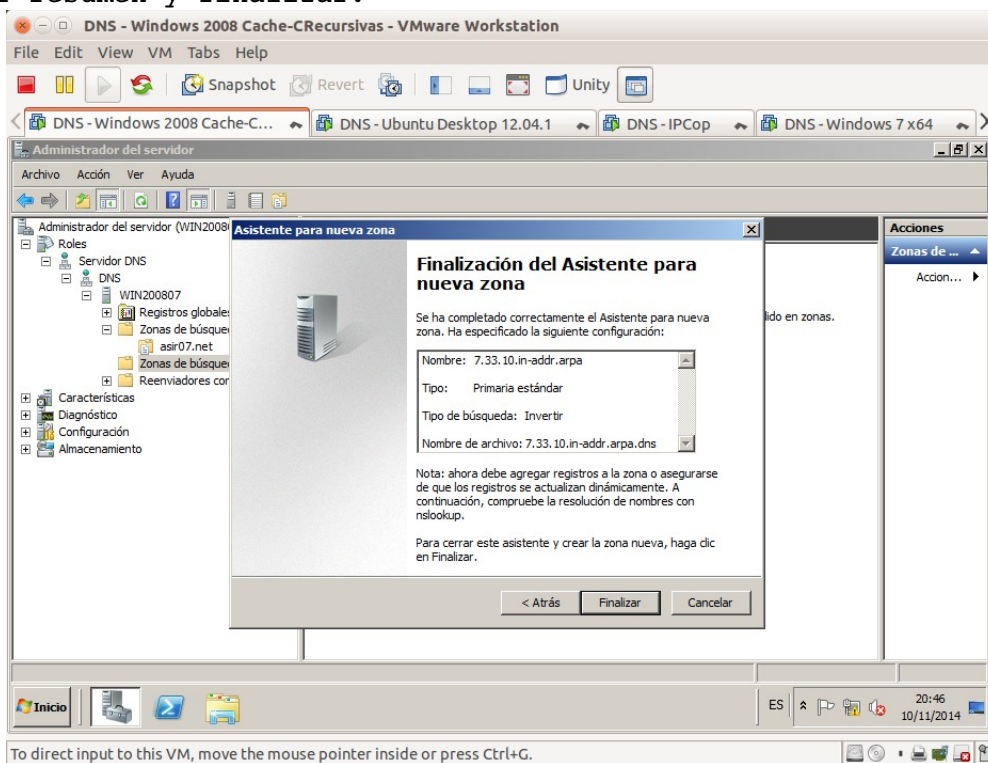 DNS - Windows 2008 Cache-CRecursivas - VMware Workstation
File Edit View VM Tabs Help
Snapshot Revert Unity
DNS - Windows 2008 Cache-C... DNS - Ubuntu Desktop 12.04.1 DNS - IPCop DNS - Windows 7 x64
Administrador del servidor
Archivo Acción Ver Ayuda
Administrador del servidor (WIN2008
Roles
Servidor DNS
DNS
WIN200807
Registros globale
Zonas de búsque
asir07.net
Zonas de búsque
Reenviadores cor
Características
Diagnóstico
Configuración
Almacenamiento
Asistente para nueva zona
Finalización del Asistente para
nueva zona
Se ha completado correctamente el Asistente para nueva
zona. Ha especificado la siguiente configuración:
Nombre: 7.33.10.in-addr.arpa
Tipo: Primaria estándar
Tipo de búsqueda: Invertir
Nombre de archivo: 7.33.10.in-addr.arpa.dns
Nota: ahora debe agregar registros a la zona o asegurarse
de que los registros se actualizan dinámicamente. A
continuación, compruebe la resolución de nombres con
nslookup.
Para cerrar este asistente y crear la zona nueva, haga clic
en Finalizar.
< Atrás Finalizar Cancelar
lido en zonas.
Acciones
Zonas de ...
Accion...
Inicio
ES
20:46
10/11/2014
To direct input to this VM, move the mouse pointer inside or press Ctrl+G.